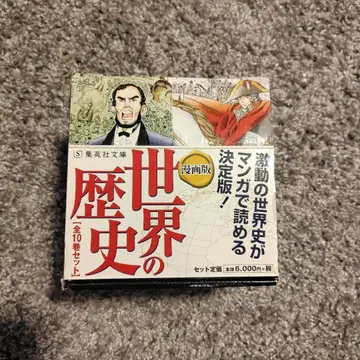 S 集英社文庫
漫画版
世界の
歴史
[全10巻セット]
激動の世界史が
マンガで読める
決定版!
セット定価 本体6,000円+税